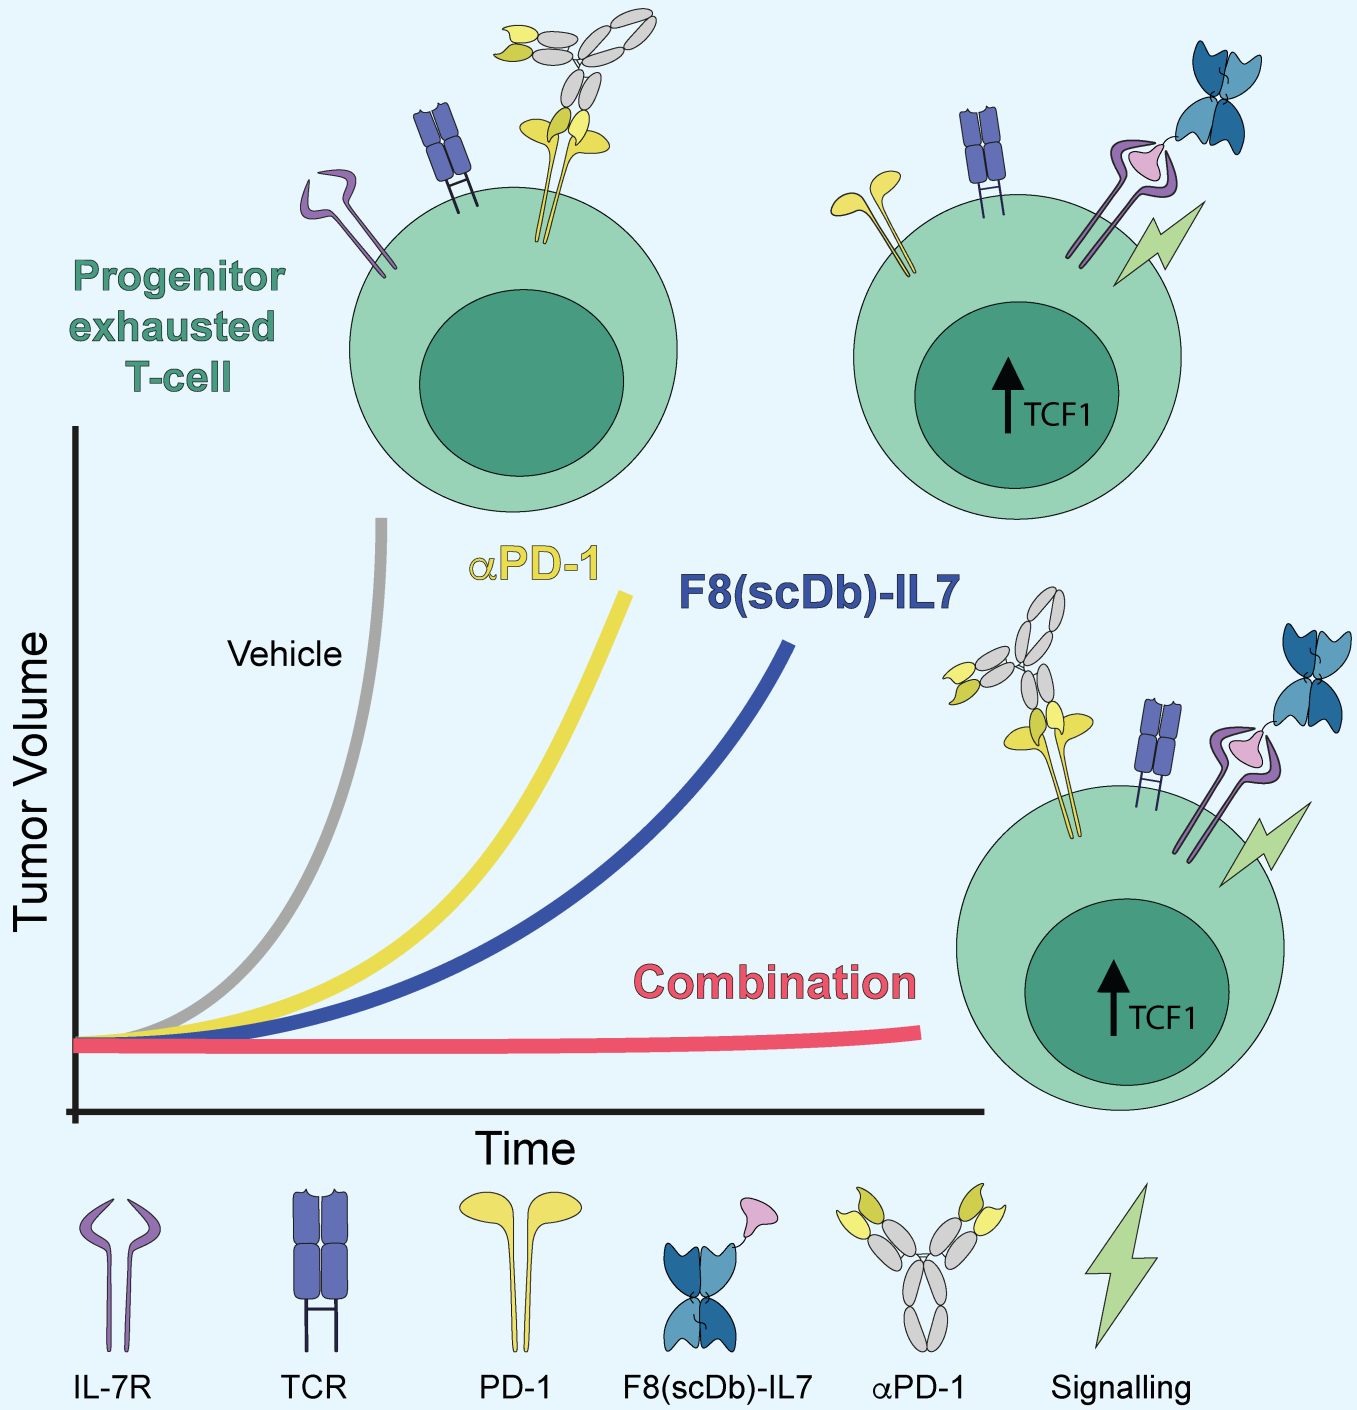 Progenitor
exhausted
T-cell
TCF1
αPD-1
F8(scDb)-IL7
Vehicle
Tumor Volume
Combination
TCF1
Time
IL-7R
TCR
PD-1
F8(scDb)-IL7
αPD-1
Signalling